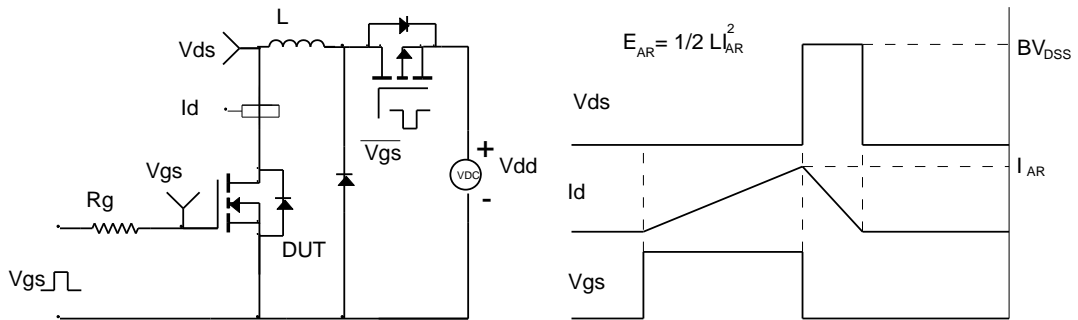 L
Vds
Id
Vgs
Rg
DUT
Vgs
Vgs
+
VDC
-
Vdd
E_AR = 1/2 LI_AR^2
BV_DSS
Vds
I_AR
Id
Vgs